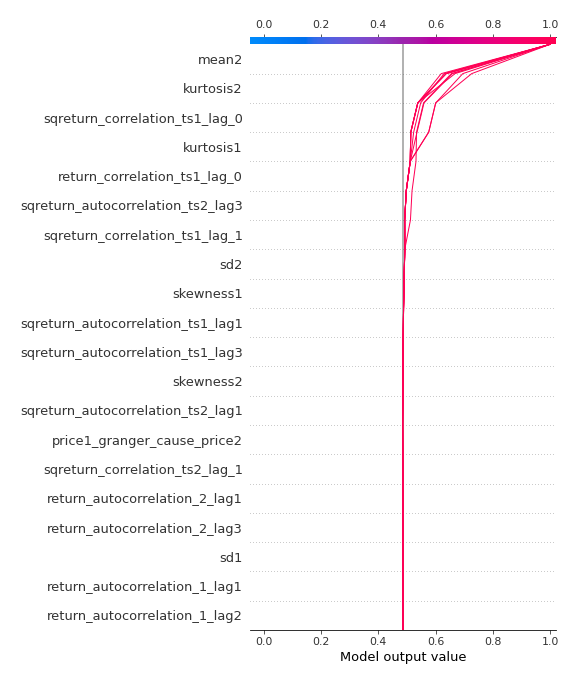 0.0 0.2 0.4 0.6 0.8 1.0
mean2
kurtosis2
sqreturn_correlation_ts1_lag_0
kurtosis1
return_correlation_ts1_lag_0
sqreturn_autocorrelation_ts2_lag3
sqreturn_correlation_ts1_lag_1
sd2
skewness1
sqreturn_autocorrelation_ts1_lag1
sqreturn_autocorrelation_ts1_lag3
skewness2
sqreturn_autocorrelation_ts2_lag1
price1_granger_cause_price2
sqreturn_correlation_ts2_lag_1
return_autocorrelation_2_lag1
return_autocorrelation_2_lag3
sd1
return_autocorrelation_1_lag1
return_autocorrelation_1_lag2
0.0 0.2 0.4 0.6 0.8 1.0
Model output value